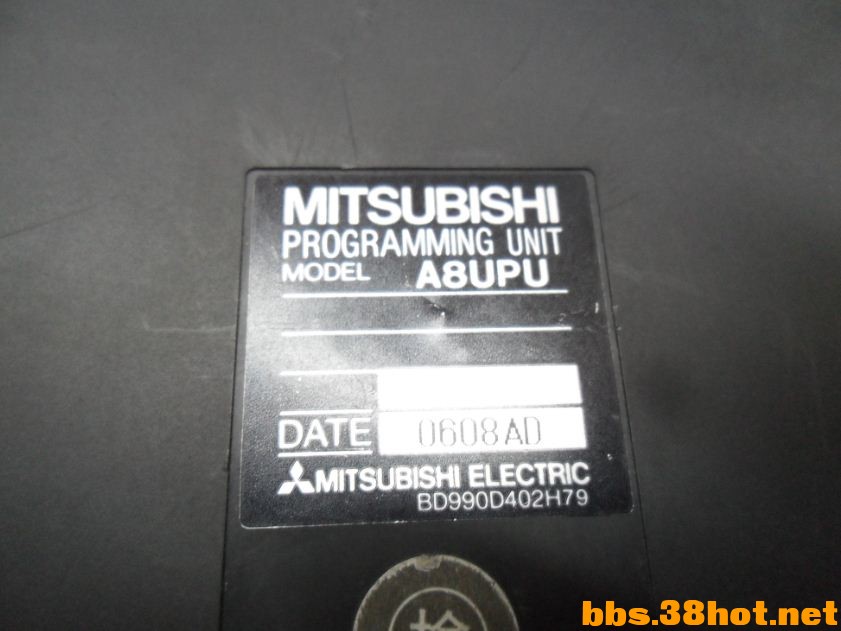 MITSUBISHI
PROGRAMMING UNIT
MODEL A8UPU
DATE 0608AD
MITSUBISHI ELECTRIC
BD990D402H79
bbs.38hot.net